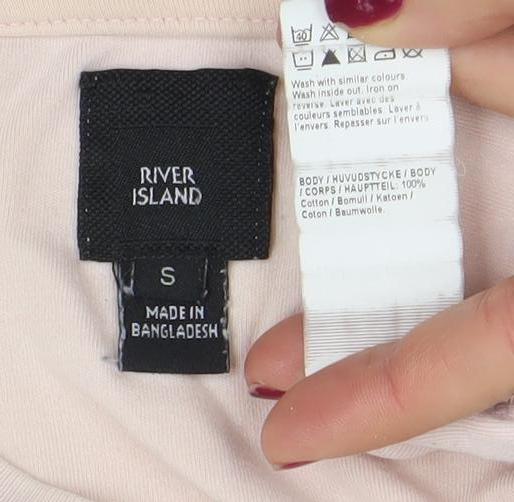 RIVER
ISLAND
S
MADE IN
BANGLADESH
40
Wash with similar colours
Wash inside out. Iron on
reverse. Laver avec des
couleurs semblables. Laver à
l'envers. Repasser sur l'envers
BODY / HUVUDSTYCKE / BODY
/ CORPS / HAUPTTEIL: 100%
Cotton / Bomull / Katoen /
Coton / Baumwolle.